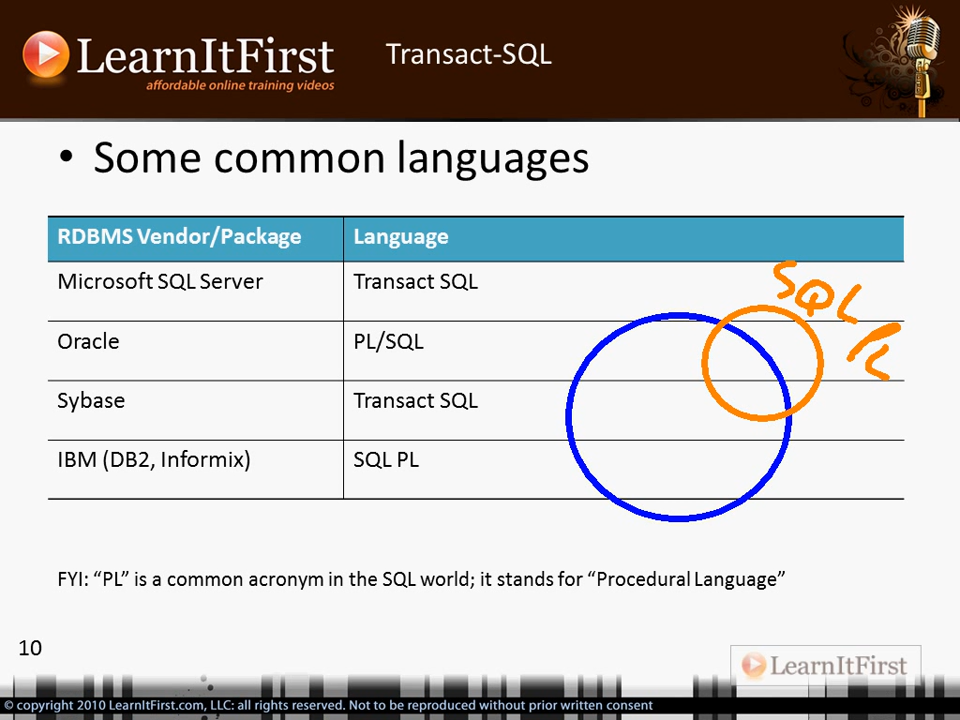 LearnItFirst
affordable online training videos
Transact-SQL
• Some common languages
RDBMS Vendor/Package Language
Microsoft SQL Server Transact SQL
Oracle PL/SQL
Sybase Transact SQL
IBM (DB2, Informix) SQL PL
SQL
PL
FYI: “PL” is a common acronym in the SQL world; it stands for “Procedural Language”
10
LearnItFirst
© copyright 2010 LearnItFirst.com, LLC: all rights reserved. Not to be reproduced without prior written consent